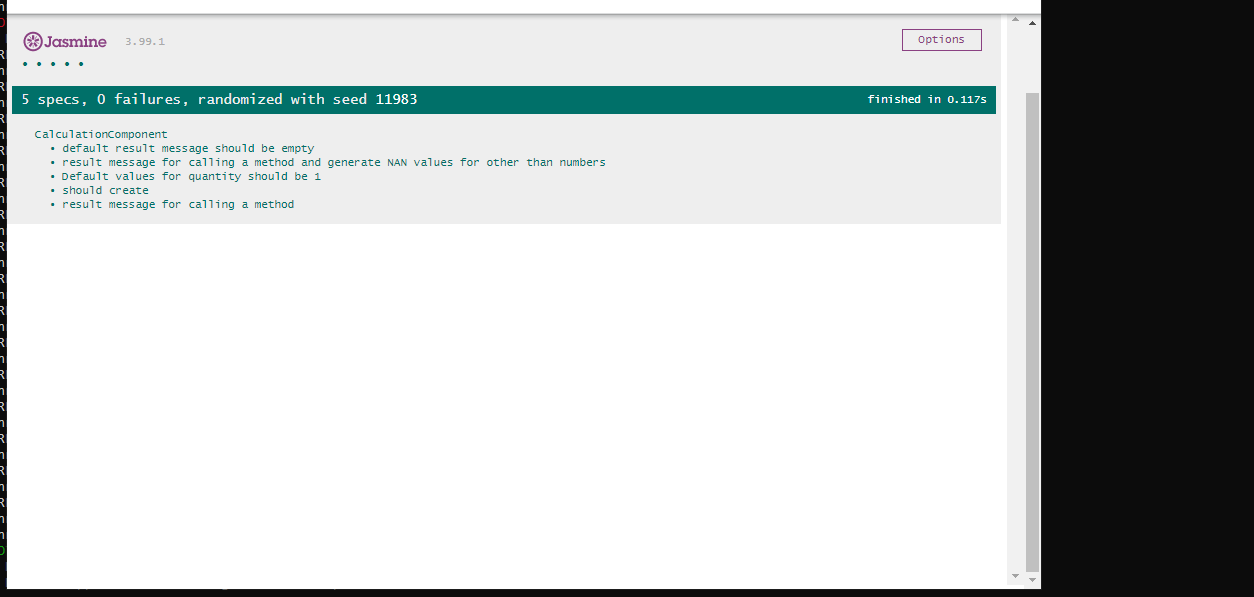 Jasmine 3.99.1 Options
• • • • •
5 specs, 0 failures, randomized with seed 11983 finished in 0.117s
CalculationComponent
• default result message should be empty
• result message for calling a method and generate NAN values for other than numbers
• Default values for quantity should be 1
• should create
• result message for calling a method